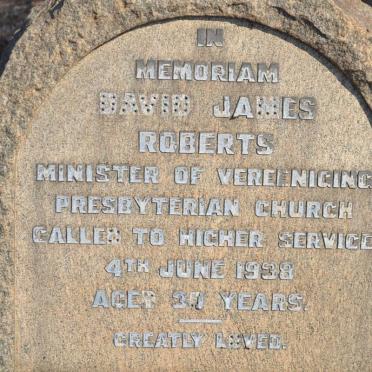 IN
MEMORIAM
DAVID JAMES
ROBERTS
MINISTER OF VEREENIGING
PRESBYTERIAN CHURCH
CALLED TO HIGHER SERVICE
4TH JUNE 1938
AGED YEARS.
GREATLY LOVED.